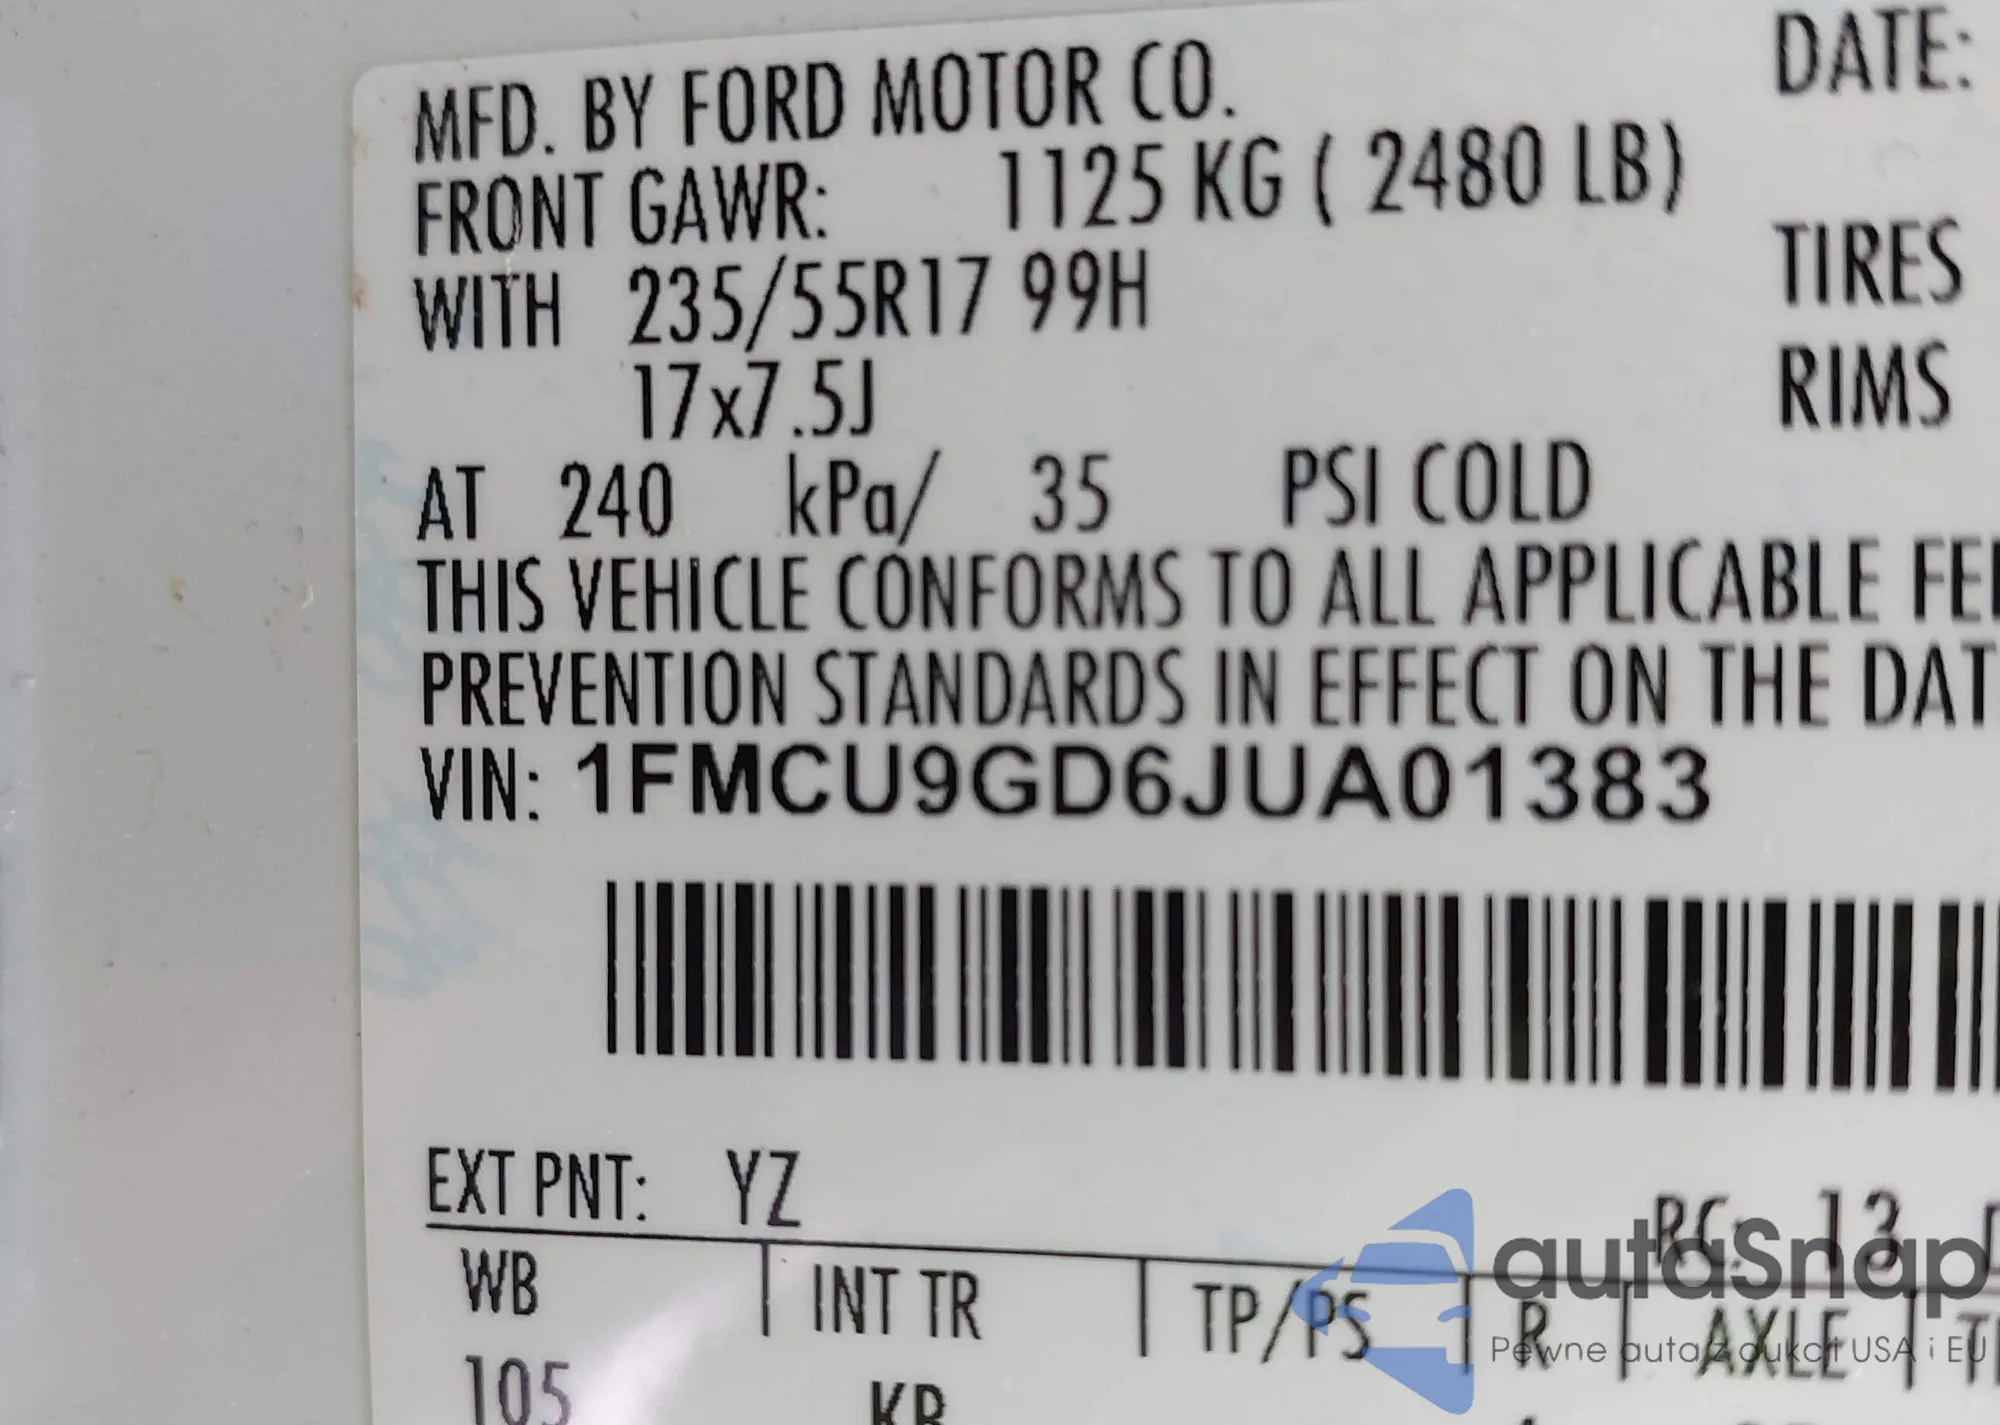 MFD. BY FORD MOTOR CO.
DATE:
FRONT GAWR: 1125 KG ( 2480 LB)
WITH 235/55R17 99H
TIRES
17x7.5J
RIMS
AT 240 kPa/ 35 PSI COLD
THIS VEHICLE CONFORMS TO ALL APPLICABLE FE
PREVENTION STANDARDS IN EFFECT ON THE DAT
VIN: 1FMCU9GD6JUA01383
EXT PNT: YZ RC: 13
WB INT TR TP/PS R AXLE
105 KB
autaSnap
Pewne auta z aukcji USA i EU